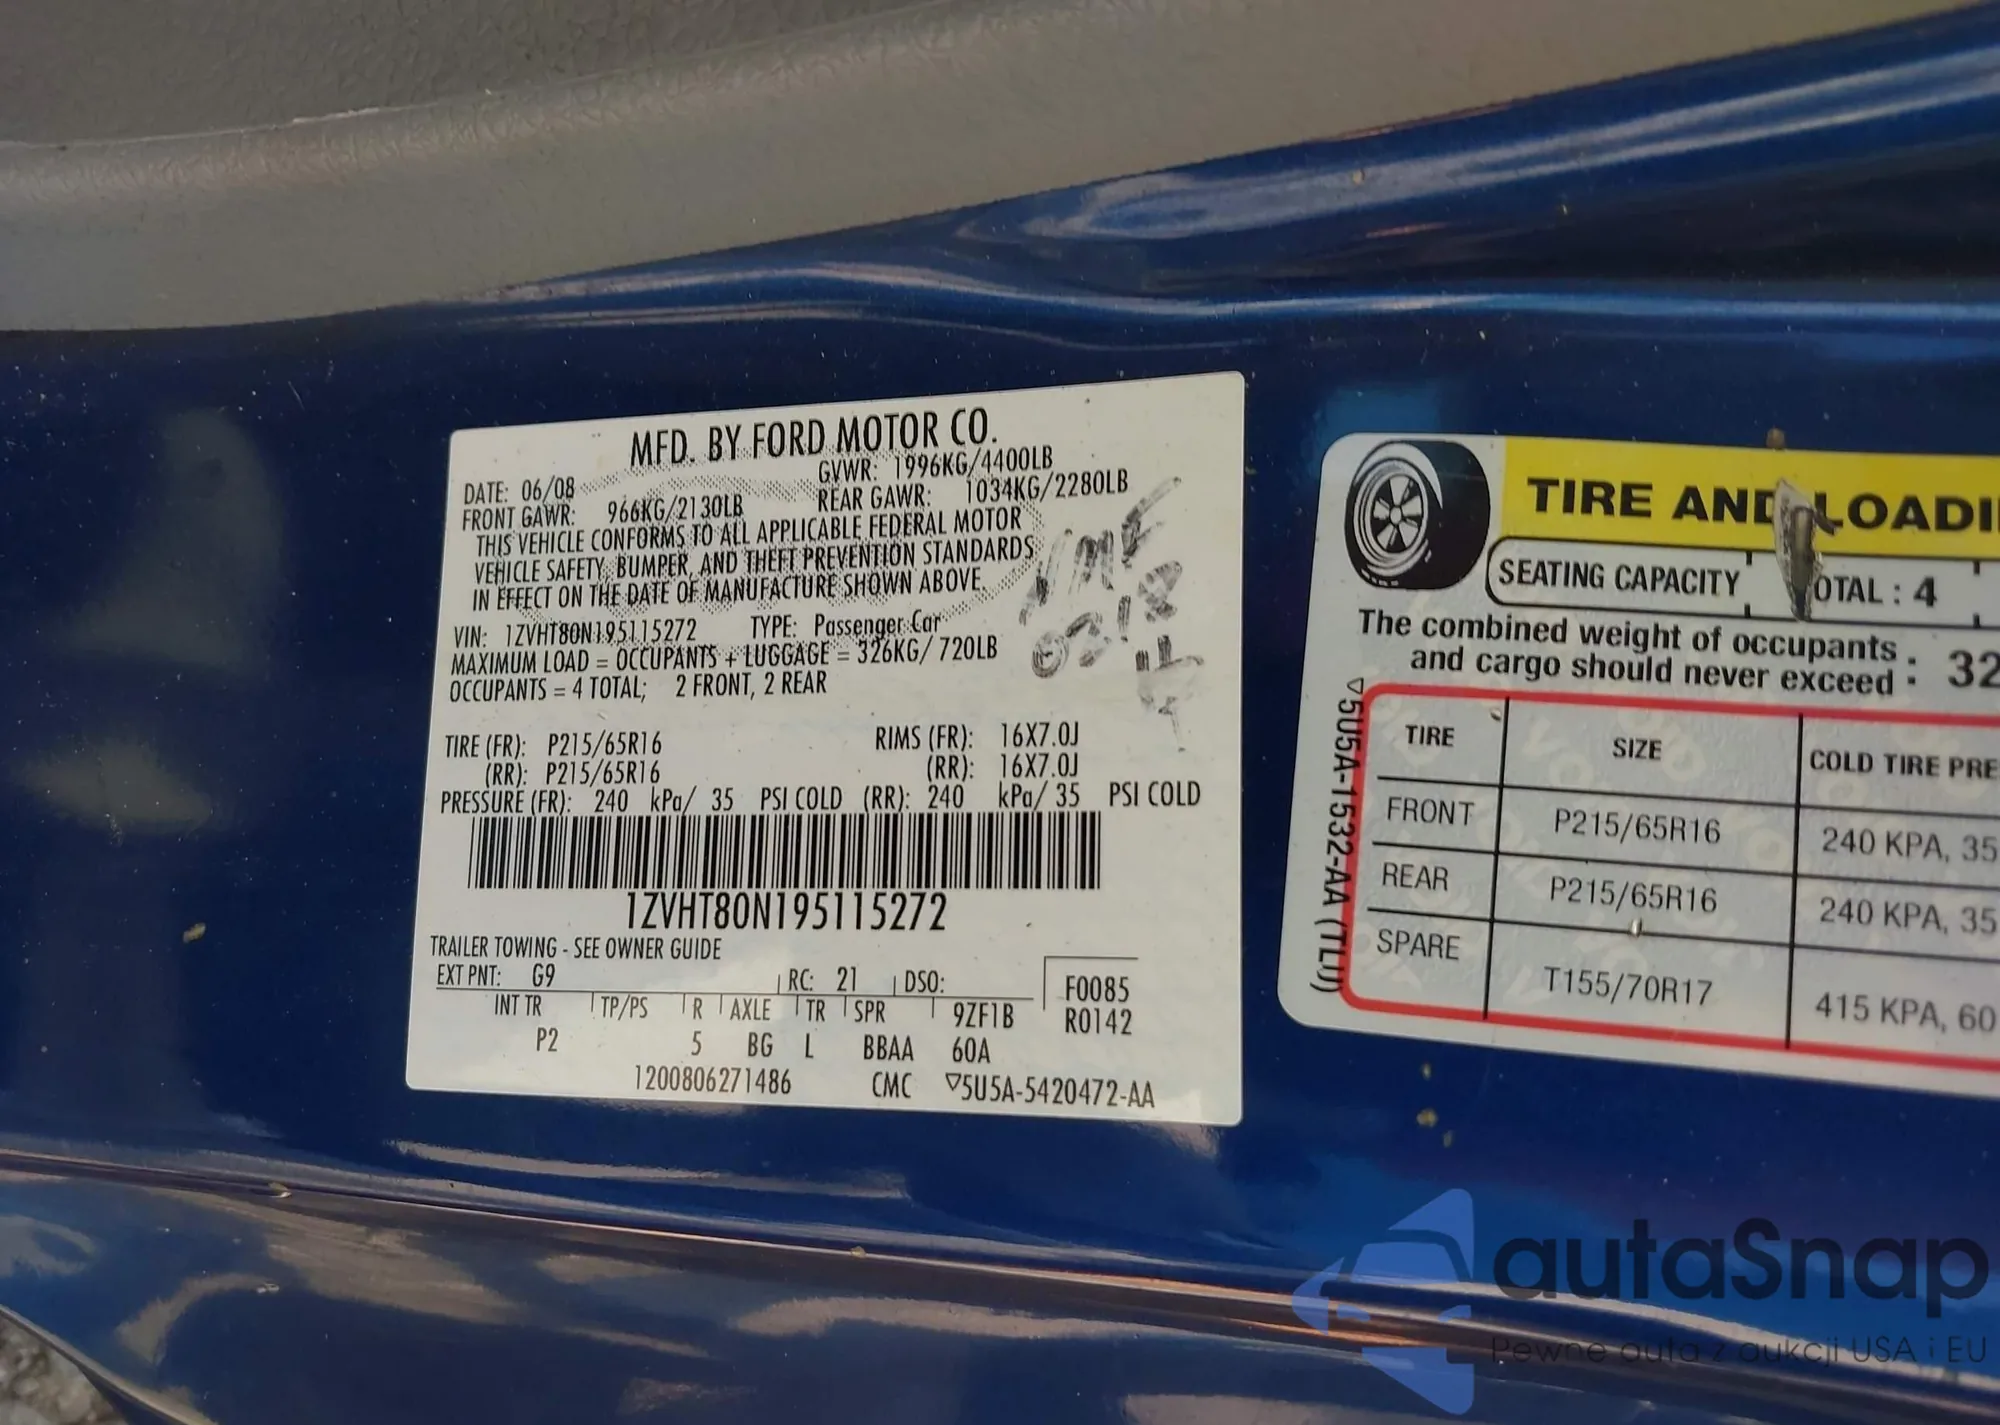 MFD. BY FORD MOTOR CO.
DATE: 06/08 GVWR: 1996KG/4400LB
FRONT GAWR: 966KG/2130LB REAR GAWR: 1034KG/2280LB
THIS VEHICLE CONFORMS TO ALL APPLICABLE FEDERAL MOTOR
VEHICLE SAFETY, BUMPER, AND THEFT PREVENTION STANDARDS
IN EFFECT ON THE DATE OF MANUFACTURE SHOWN ABOVE.
VIN: 1ZVHT80N195115272 TYPE: Passenger Car
MAXIMUM LOAD = OCCUPANTS + LUGGAGE = 326KG/ 720LB
OCCUPANTS = 4 TOTAL; 2 FRONT, 2 REAR
TIRE (FR): P215/65R16 RIMS (FR): 16X7.0J
(RR): P215/65R16 (RR): 16X7.0J
PRESSURE (FR): 240 kPa/ 35 PSI COLD (RR): 240 kPa/ 35 PSI COLD
1ZVHT80N195115272
TRAILER TOWING - SEE OWNER GUIDE
EXT PNT: G9 RC: 21 DSO: F0085
INT TR TP/PS R AXLE TR SPR 9ZF1B R0142
P2 5 BG L BBAA 60A
1200806271486 CMC ▽5U5A-5420472-AA
TIRE AND LOADI
SEATING CAPACITY OTAL : 4
The combined weight of occupants
and cargo should never exceed : 32
▽5U5A-1532-AA (TLU)
TIRE SIZE COLD TIRE PRE
FRONT P215/65R16 240 KPA, 35
REAR P215/65R16 240 KPA, 35
SPARE T155/70R17 415 KPA, 60
autaSnap
Pewne auta z aukcji USA i EU